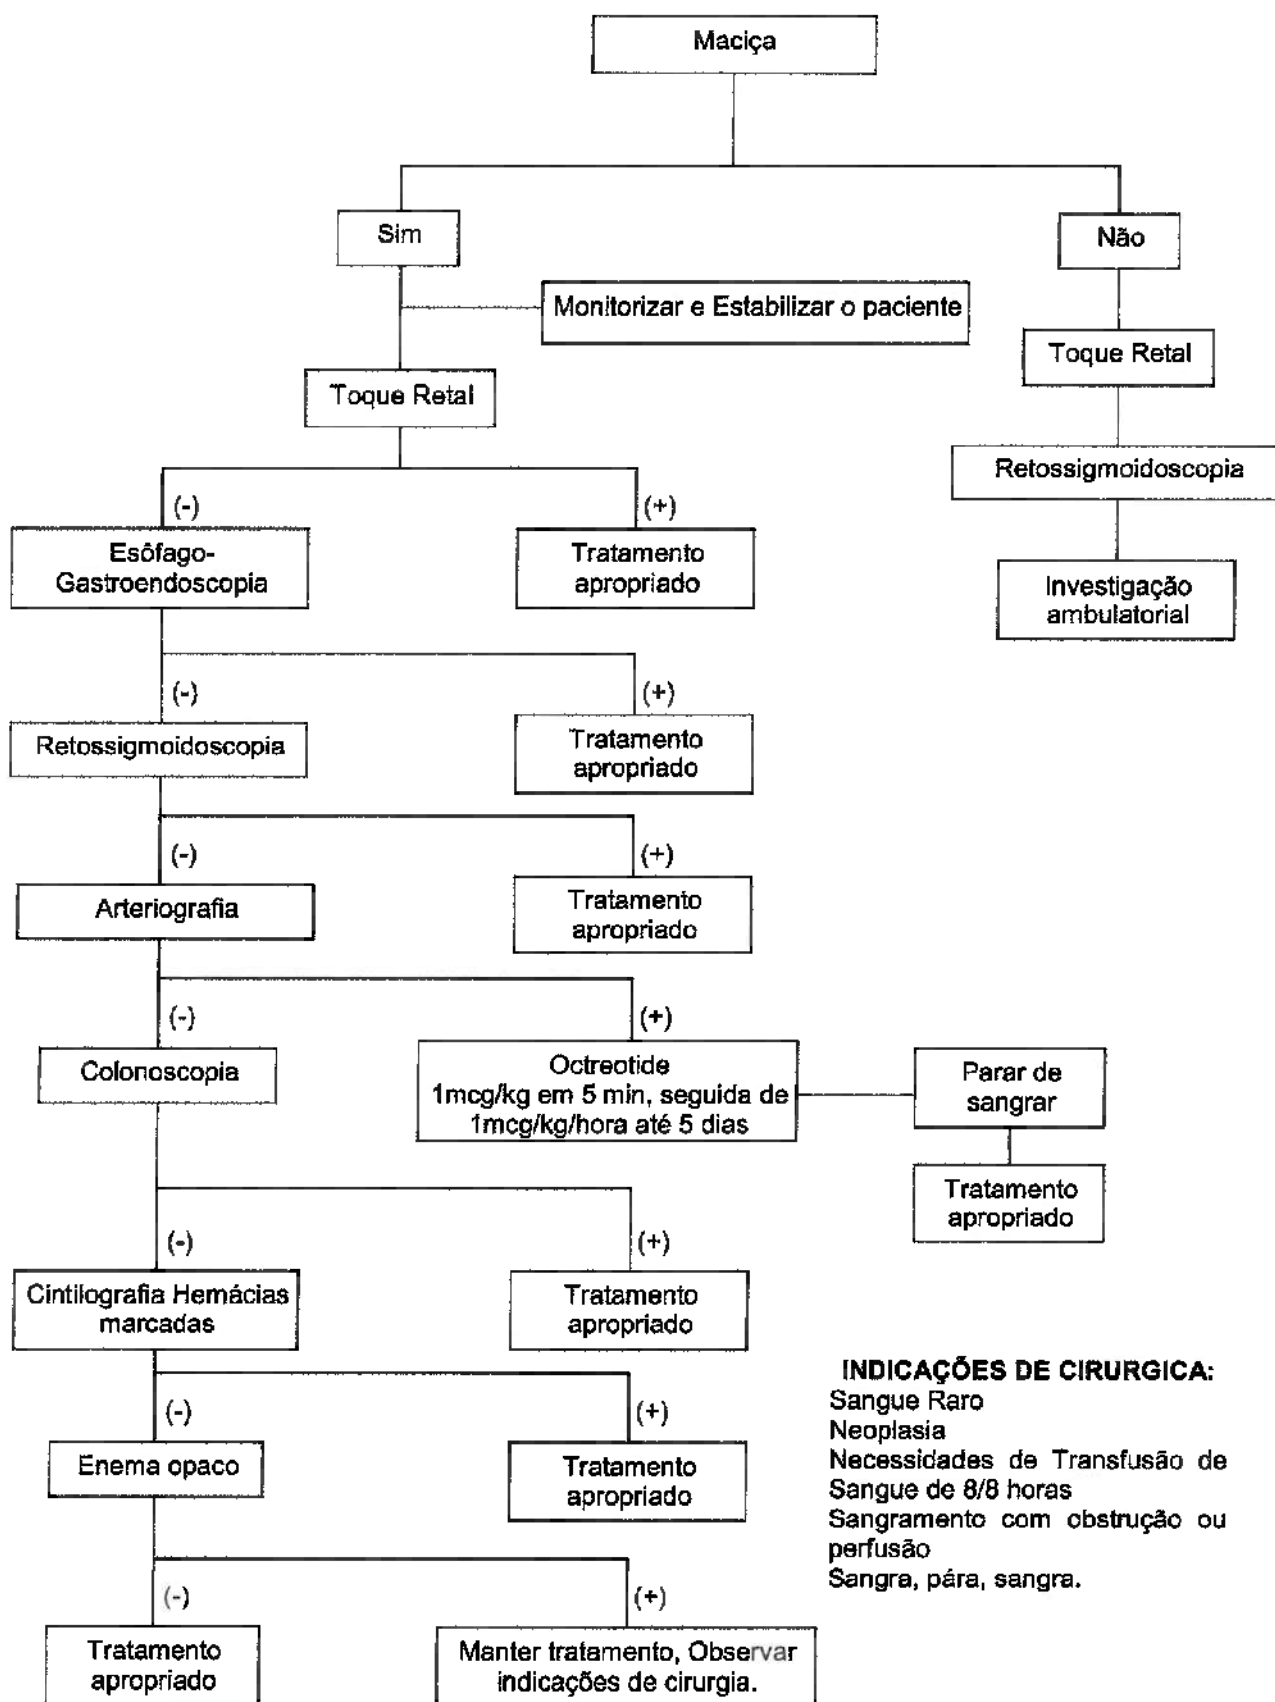 Maciça
Sim
Não
Monitorizar e Estabilizar o paciente
Toque Retal
Toque Retal
Retossigmoidoscopia
(-)
(+)
Esôfago-
Gastroendoscopia
Tratamento
apropriado
Investigação
ambulatorial
(-)
(+)
Retossigmoidoscopia
Tratamento
apropriado
(-)
(+)
Arteriografia
Tratamento
apropriado
(-)
(+)
Colonoscopia
Octreotide
1mcg/kg em 5 min, seguida de
1mcg/kg/hora até 5 dias
Parar de
sangrar
Tratamento
apropriado
(-)
(+)
Cintilografia Hemácias
marcadas
Tratamento
apropriado
(-)
(+)
Enema opaco
Tratamento
apropriado
INDICAÇÕES DE CIRURGICA:
Sangue Raro
Neoplasia
Necessidades de Transfusão de
Sangue de 8/8 horas
Sangramento com obstrução ou
perfusão
Sangra, pára, sangra.
(-)
(+)
Tratamento
apropriado
Manter tratamento, Observar
indicações de cirurgia.